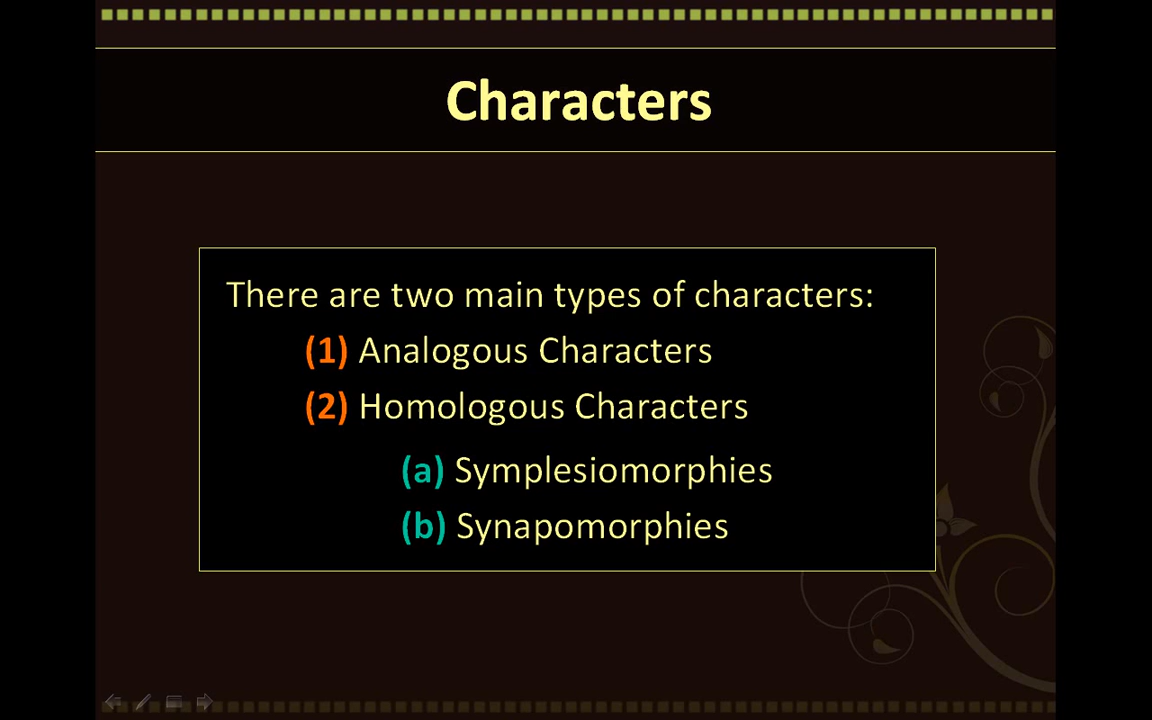 Characters
There are two main types of characters:
(1) Analogous Characters
(2) Homologous Characters
(a) Symplesiomorphies
(b) Synapomorphies